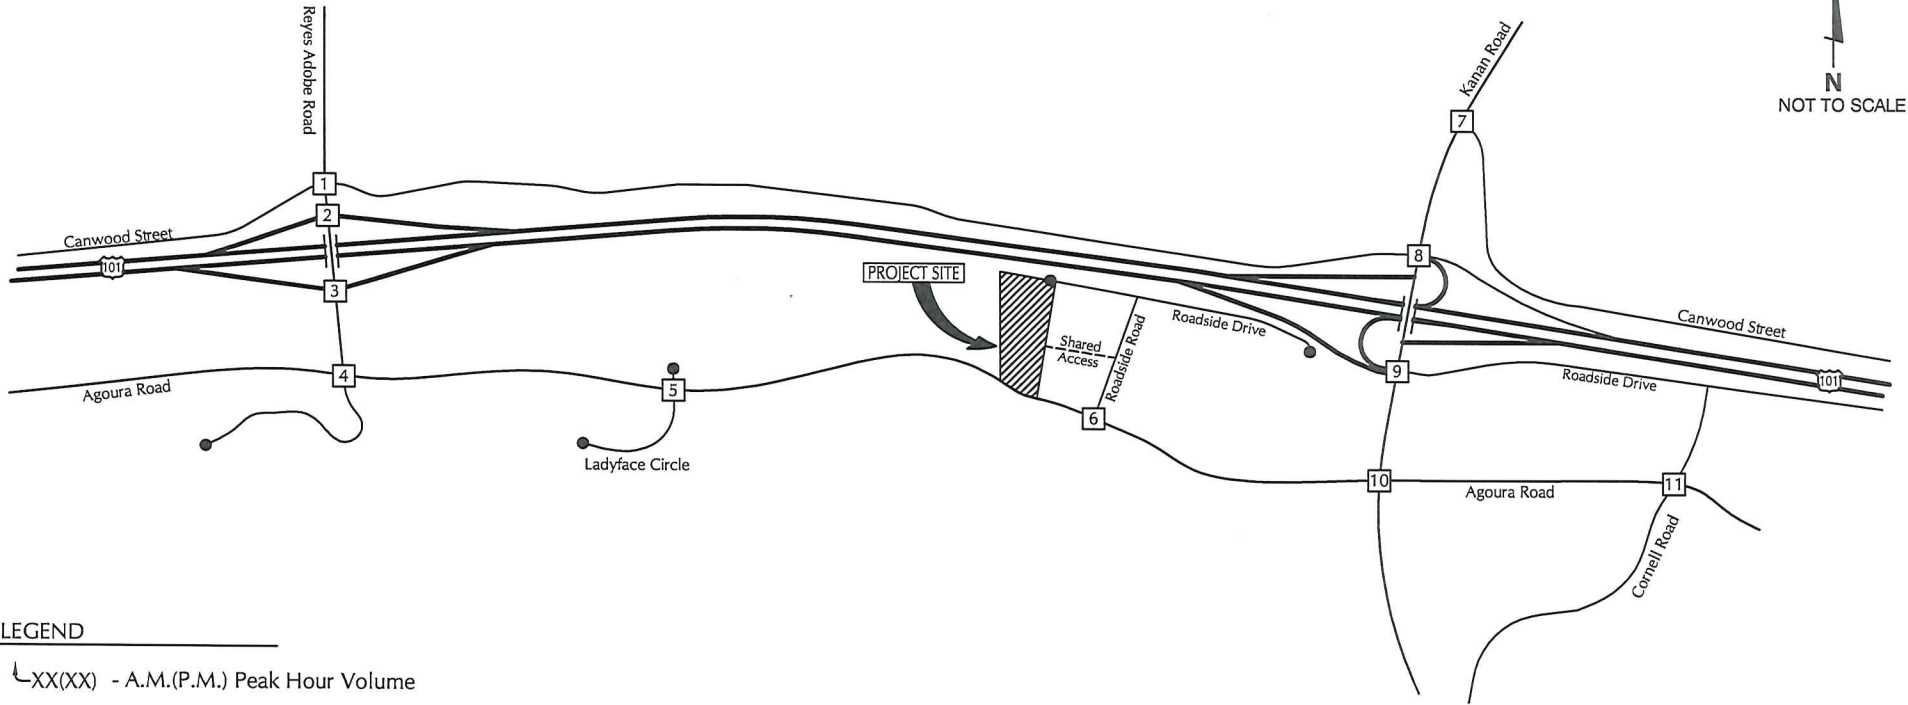 Reyes Adobe Road
Kanan Road
N
NOT TO SCALE
7
1
2
Canwood Street
101
8
3
PROJECT SITE
Roadside Drive
Canwood Street
Shared
Access
Roadside Road
4
Agoura Road
5
9
Roadside Drive
101
6
Ladyface Circle
10
Agoura Road
11
Cornell Road
LEGEND
XX(XX) - A.M.(P.M.) Peak Hour Volume